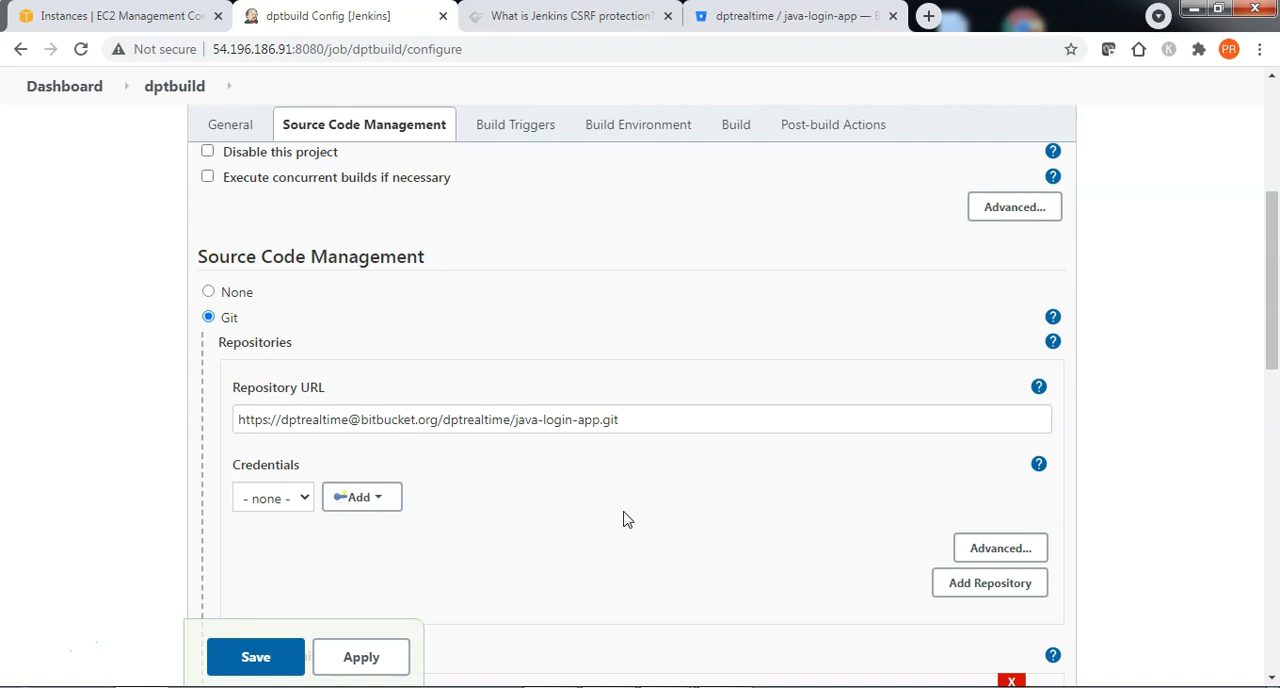 Instances | EC2 Management Con
dptbuild Config [Jenkins]
What is Jenkins CSRF protection?
dptrealtime / java-login-app — B
Not secure
54.196.186.91:8080/job/dptbuild/configure
K
PR
Dashboard
dptbuild
General
Source Code Management
Build Triggers
Build Environment
Build
Post-build Actions
Disable this project
?
Execute concurrent builds if necessary
?
Advanced...
Source Code Management
None
Git
?
Repositories
?
Repository URL
?
https://dptrealtime@bitbucket.org/dptrealtime/java-login-app.git
Credentials
?
- none -
Add
Advanced...
Add Repository
Save
Apply
?
X